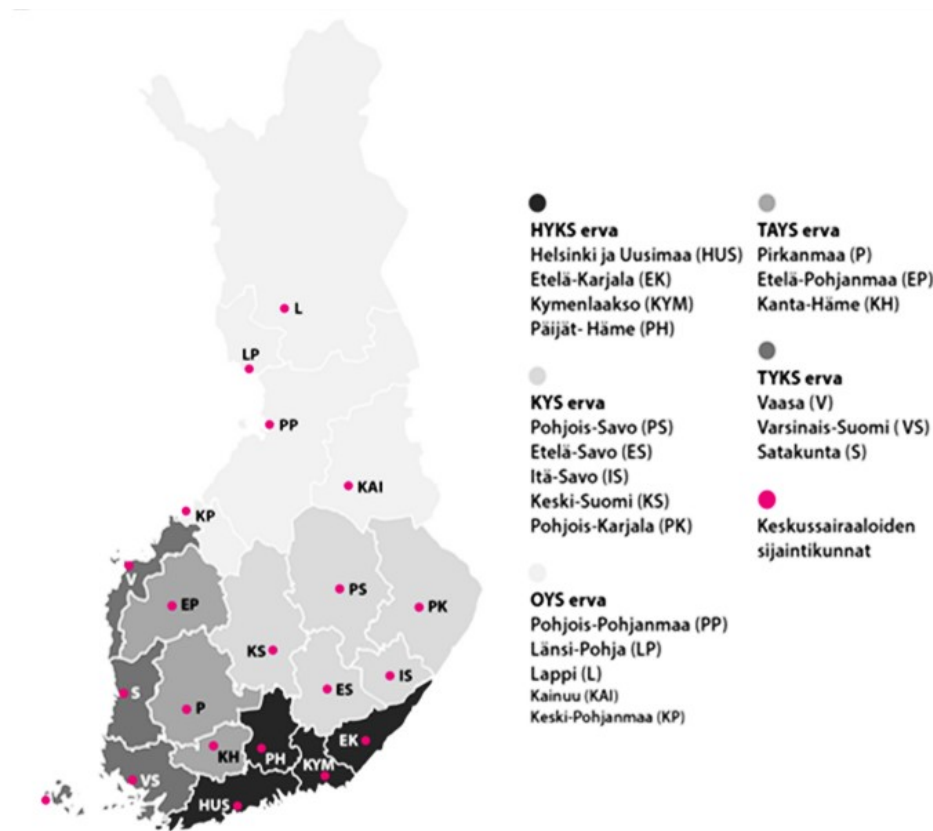 L
LP
PP
KAI
KP
V
EP
PS
PK
KS
IS
ES
S
P
EK
KH
PH
KYM
VS
HUS
HYKS erva
Helsinki ja Uusimaa (HUS)
Etelä-Karjala (EK)
Kymenlaakso (KYM)
Päijät- Häme (PH)
KYS erva
Pohjois-Savo (PS)
Etelä-Savo (ES)
Itä-Savo (IS)
Keski-Suomi (KS)
Pohjois-Karjala (PK)
OYS erva
Pohjois-Pohjanmaa (PP)
Länsi-Pohja (LP)
Lappi (L)
Kainuu (KAI)
Keski-Pohjanmaa (KP)
TAYS erva
Pirkanmaa (P)
Etelä-Pohjanmaa (EP)
Kanta-Häme (KH)
TYKS erva
Vaasa (V)
Varsinais-Suomi ( VS)
Satakunta (S)
Keskussairaaloiden
sijaintikunnat